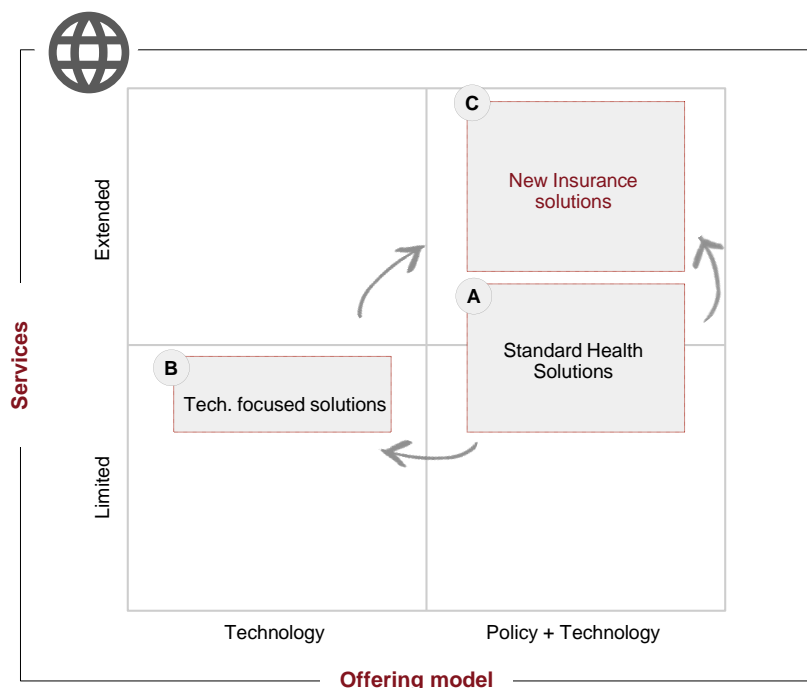 C
New Insurance
solutions
Extended
A
Standard Health
Solutions
Services
B
Tech. focused solutions
Limited
Technology
Policy + Technology
Offering model